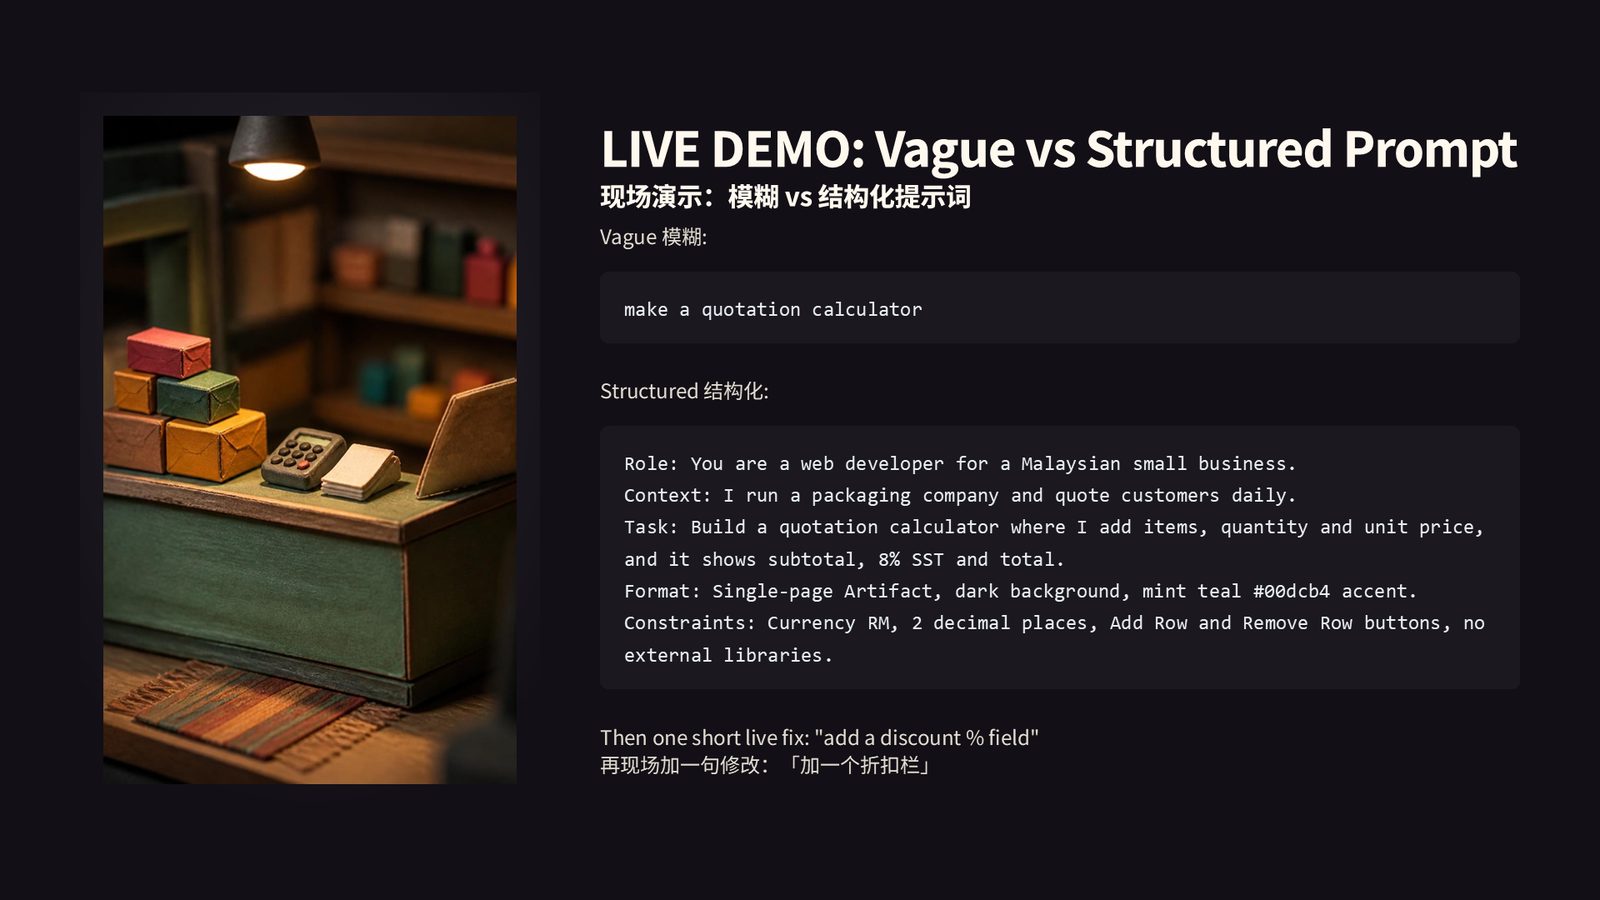 LIVE DEMO: Vague vs Structured Prompt
现场演示：模糊 vs 结构化提示词
Vague 模糊:
make a quotation calculator
Structured 结构化:
Role: You are a web developer for a Malaysian small business.
Context: I run a packaging company and quote customers daily.
Task: Build a quotation calculator where I add items, quantity and unit price,
and it shows subtotal, 8% SST and total.
Format: Single-page Artifact, dark background, mint teal #00dcb4 accent.
Constraints: Currency RM, 2 decimal places, Add Row and Remove Row buttons, no
external libraries.
Then one short live fix: "add a discount % field"
再现场加一句修改：「加一个折扣栏」